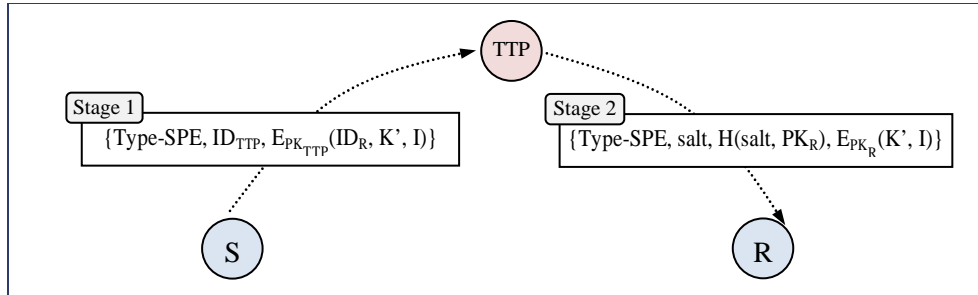 TTP
Stage 1
{Type-SPE, ID_TTP, E_PK_TTP(ID_R, K’, I)}
Stage 2
{Type-SPE, salt, H(salt, PK_R), E_PK_R(K’, I)}
S
R